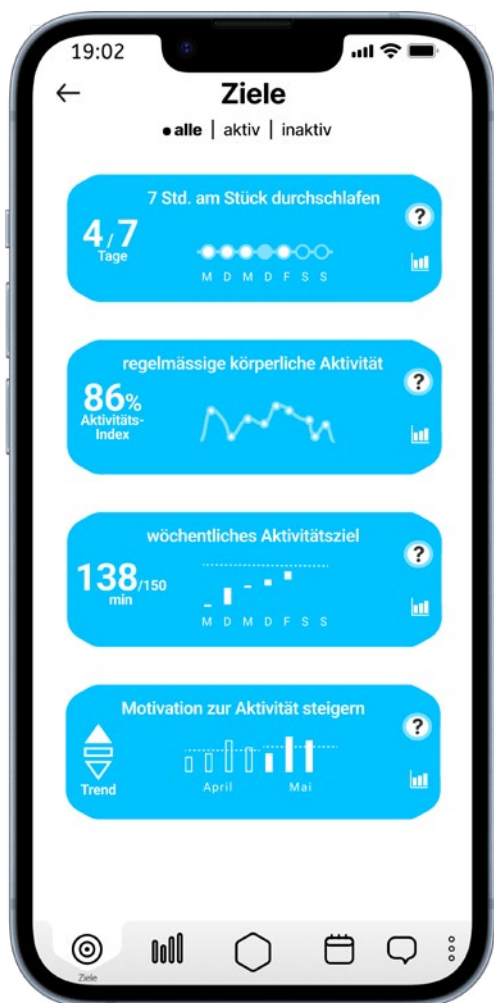 19:02
Ziele
alle | aktiv | inaktiv
7 Std. am Stück durchschlafen
?
4/7
Tage
M D M D F S S
regelmässige körperliche Aktivität
?
86%
Aktivitäts-
Index
wöchentliches Aktivitätsziel
?
138/150
min
M D M D F S S
Motivation zur Aktivität steigern
?
Trend
April Mai
Ziele